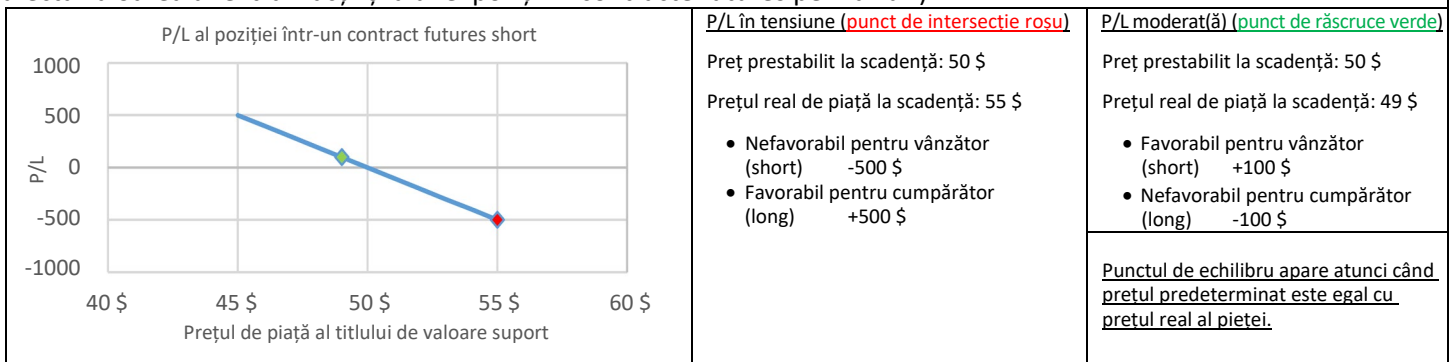 P/L al poziției într-un contract futures short
1000
500
0
-500
-1000
P/L
40 $ 45 $ 50 $ 55 $ 60 $
Prețul de piață al titlului de valoare suport
P/L în tensiune (punct de intersecție roșu)
Preț prestabilit la scadență: 50 $
Prețul real de piață la scadență: 55 $
• Nefavorabil pentru vânzător
(short) -500 $
• Favorabil pentru cumpărător
(long) +500 $
P/L moderat(ă) (punct de răscruce verde)
Preț prestabilit la scadență: 50 $
Prețul real de piață la scadență: 49 $
• Favorabil pentru vânzător
(short) +100 $
• Nefavorabil pentru cumpărător
(long) -100 $
Punctul de echilibru apare atunci când
prețul predeterminat este egal cu
prețul real al pieței.